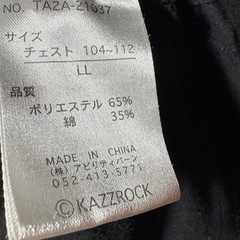 NO. TA2A-21037
サイズ
チェスト 104~112
LL
品質
ポリエステル 65%
綿 35%
MADE IN CHINA
(株)アビリティバーン
052-413-5771
©KAZZROCK